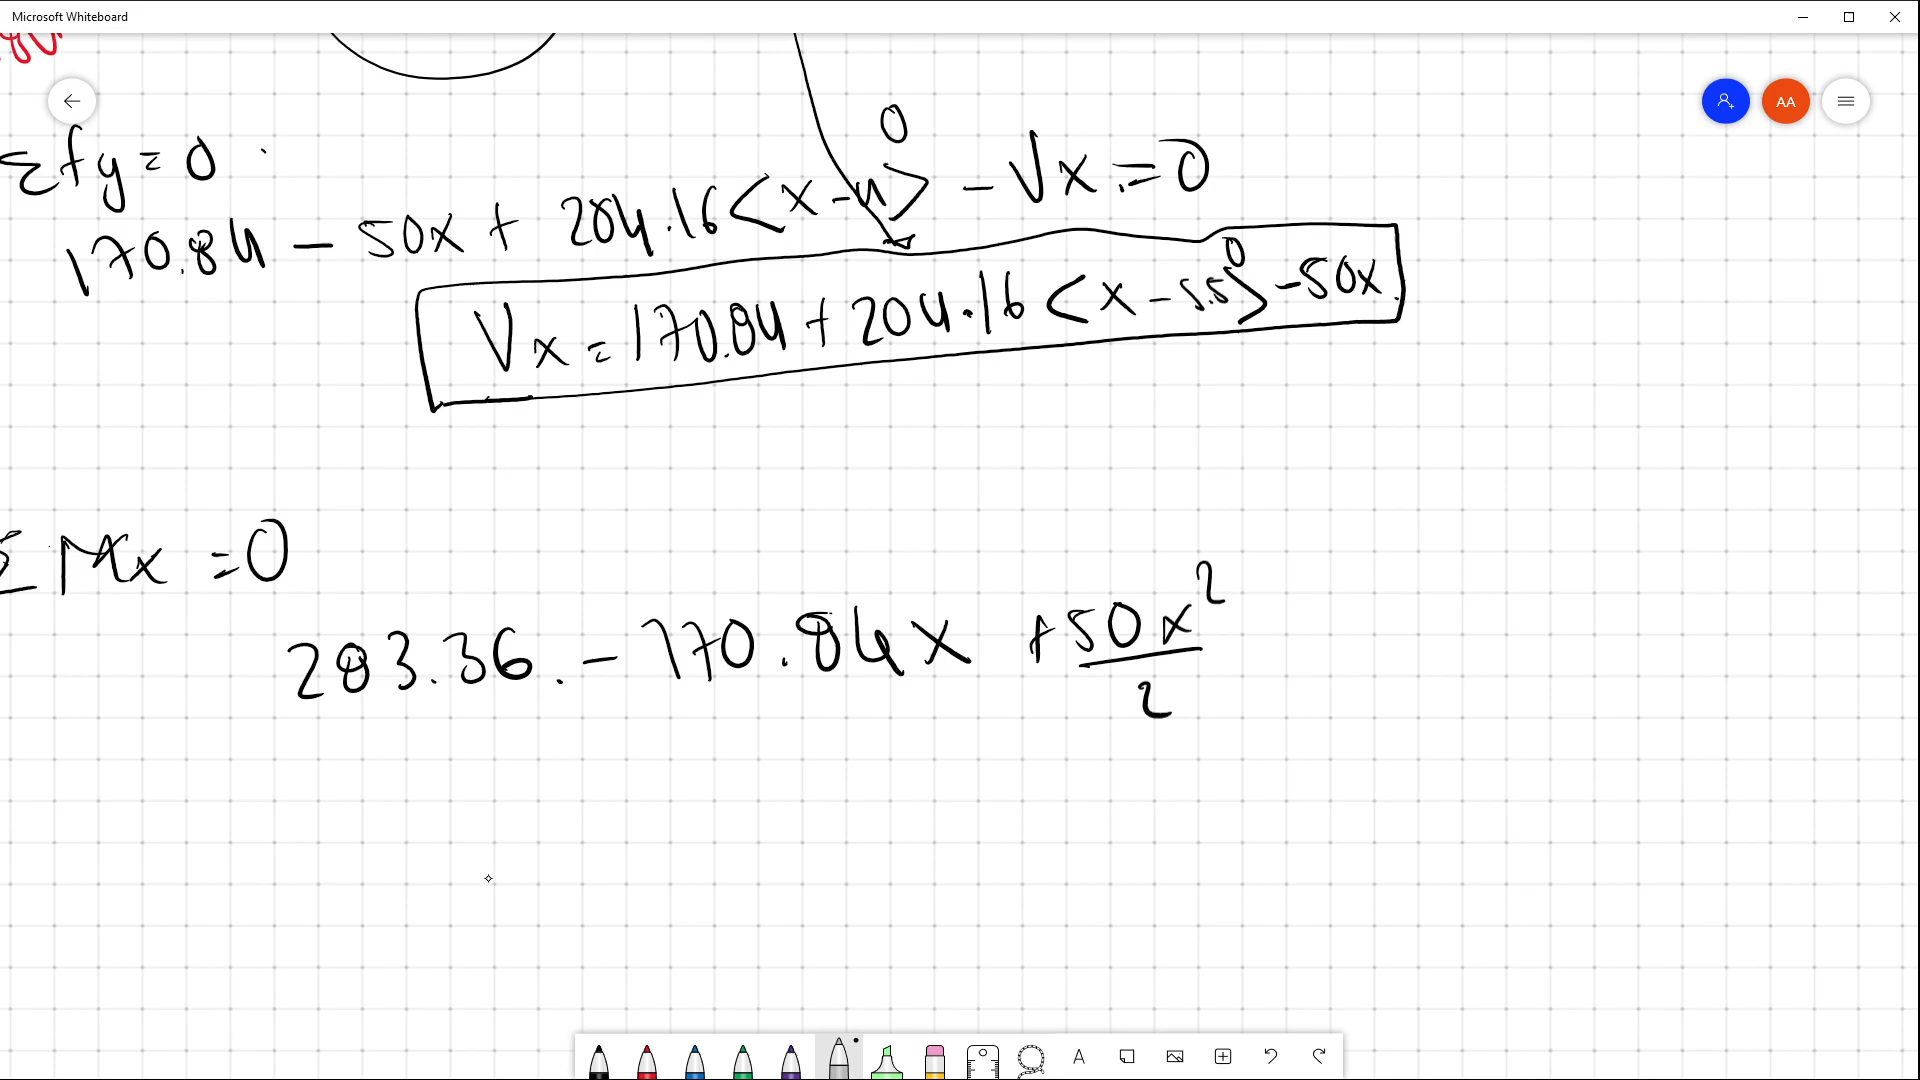 Microsoft Whiteboard
AA
Σfy = 0
170.84 - 50x + 204.16<x-4>⁰ - Vx = 0
Vx = 170.84 + 204.16<x-5.5>⁰ - 50x
Σ Mx = 0
283.36 - 170.84x + 50x²/2
A